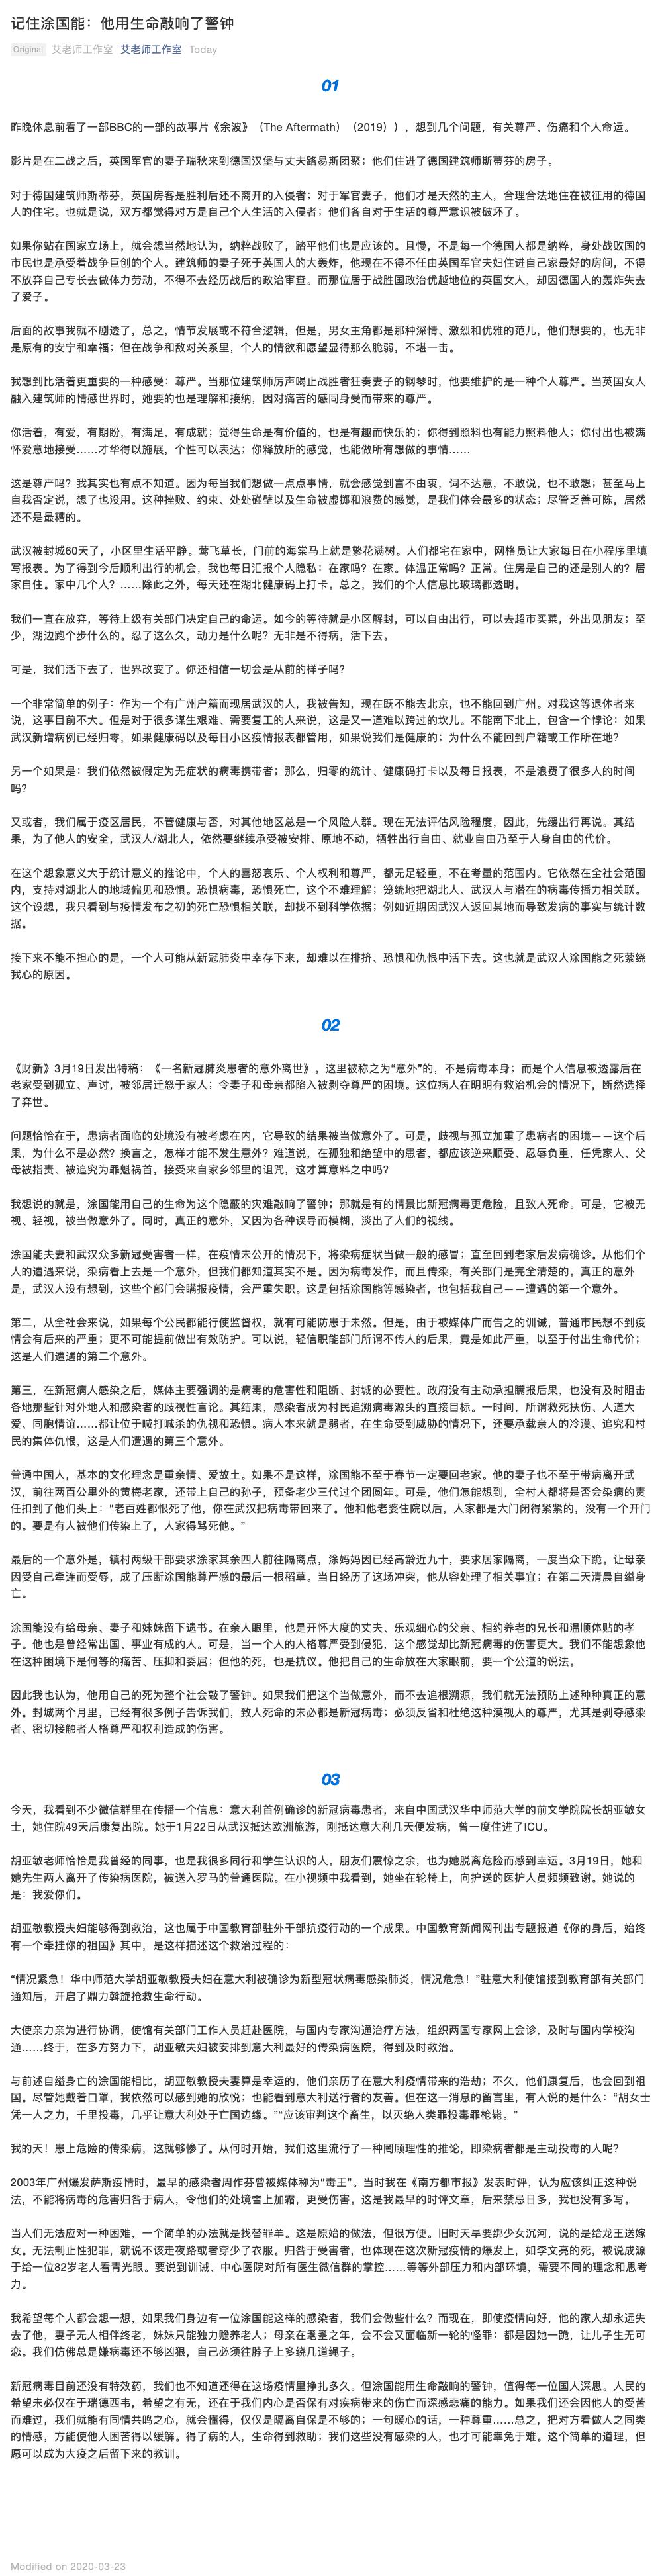 记住涂国能：他用生命敲响了警钟
Original 艾老师工作室 艾老师工作室 Today
01
昨晚休息前看了一部BBC的一部的故事片《余波》（The Aftermath）（2019）），想到几个问题，有关尊严、伤痛和个人命运。
影片是在二战之后，英国军官的妻子瑞秋来到德国汉堡与丈夫路易斯团聚；他们住进了德国建筑师斯蒂芬的房子。
对于德国建筑师斯蒂芬，英国房客是胜利后还不离开的入侵者；对于军官妻子，他们才是天然的主人，合理合法地住在被征用的德国
人的住宅。也就是说，双方都觉得对方是自己个人生活的入侵者；他们各自对于生活的尊严意识被破坏了。
如果你站在国家立场上，就会想当然地认为，纳粹战败了，踏平他们也是应该的。且慢，不是每一个德国人都是纳粹，身处战败国的
市民也是承受着战争巨创的个人。建筑师的妻子死于英国人的大轰炸，他现在不得不任由英国军官夫妇住进自己家最好的房间，不得
不放弃自己专长去做体力劳动，不得不去经历战后的政治审查。而那位居于战胜国政治优越地位的英国女人，却因德国人的轰炸失去
了爱子。
后面的故事我就不剧透了，总之，情节发展或不符合逻辑，但是，男女主角都是那种深情、激烈和优雅的范儿，他们想要的，也无非
是原有的安宁和幸福；但在战争和敌对关系里，个人的情欲和愿望显得那么脆弱，不堪一击。
我想到比活着更重要的一种感受：尊严。当那位建筑师厉声喝止战胜者狂奏妻子的钢琴时，他要维护的是一种个人尊严。当英国女人
融入建筑师的情感世界时，她要的也是理解和接纳，因对痛苦的感同身受而带来的尊严。
你活着，有爱，有期盼，有满足，有成就；觉得生命是有价值的，也是有趣而快乐的；你得到照料也有能力照料他人；你付出也被满
怀爱意地接受……才华得以施展，个性可以表达；你释放所的感觉，也能做所有想做的事情……
这是尊严吗？我其实也有点不知道。因为每当我们想做一点点事情，就会感觉到言不由衷，词不达意，不敢说，也不敢想；甚至马上
自我否定说，想了也没用。这种挫败、约束、处处碰壁以及生命被虚掷和浪费的感觉，是我们体会最多的状态；尽管乏善可陈，居然
还不是最糟的。
武汉被封城60天了，小区里生活平静。莺飞草长，门前的海棠马上就是繁花满树。人们都宅在家中，网格员让大家每日在小程序里填
写报表。为了得到今后顺利出行的机会，我也每日汇报个人隐私：在家吗？在家。体温正常吗？正常。住房是自己的还是别人的？居
家自住。家中几个人？……除此之外，每天还在湖北健康码上打卡。总之，我们的个人信息比玻璃都透明。
我们一直在放弃，等待上级有关部门决定自己的命运。如今的等待就是小区解封，可以自由出行，可以去超市买菜，外出见朋友；至
少，湖边跑个步什么的。忍了这么久，动力是什么呢？无非是不得病，活下去。
可是，我们活下去了，世界改变了。你还相信一切会是从前的样子吗？
一个非常简单的例子：作为一个有广州户籍而现居武汉的人，我被告知，现在既不能去北京，也不能回到广州。对我这等退休者来
说，这事目前不大。但是对于很多谋生艰难、需要复工的人来说，这是又一道难以跨过的坎儿。不能南下北上，包含一个悖论：如果
武汉新增病例已经归零，如果健康码以及每日小区疫情报表都管用，如果说我们是健康的；为什么不能回到户籍或工作所在地？
另一个如果是：我们依然被假定为无症状的病毒携带者；那么，归零的统计、健康码打卡以及每日报表，不是浪费了很多人的时间
吗？
又或者，我们属于疫区居民，不管健康与否，对其他地区总是一个风险人群。现在无法评估风险程度，因此，先缓出行再说。其结
果，为了他人的安全，武汉人/湖北人，依然要继续承受被安排、原地不动，牺牲出行自由、就业自由乃至于人身自由的代价。
在这个想象意义大于统计意义的推论中，个人的喜怒哀乐、个人权利和尊严，都无足轻重，不在考量的范围内。它依然在全社会范围
内，支持对湖北人的地域偏见和恐惧。恐惧病毒，恐惧死亡，这个不难理解；笼统地把湖北人、武汉人与潜在的病毒传播力相关联。
这个设想，我只看到与疫情发布之初的死亡恐惧相关联，却找不到科学依据；例如近期因武汉人返回某地而导致发病的事实与统计数
据。
接下来不能不担心的是，一个人可能从新冠肺炎中幸存下来，却难以在排挤、恐惧和仇恨中活下去。这也就是武汉人涂国能之死萦绕
我心的原因。
02
《财新》3月19日发出特稿：《一名新冠肺炎患者的意外离世》。这里被称之为“意外”的，不是病毒本身；而是个人信息被透露后在
老家受到孤立、声讨，被邻居迁怒于家人；令妻子和母亲都陷入被剥夺尊严的困境。这位病人在明明有救治机会的情况下，断然选择
了弃世。
问题恰恰在于，患病者面临的处境没有被考虑在内，它导致的结果被当做意外了。可是，歧视与孤立加重了患病者的困境——这个后
果，为什么不是必然？换言之，怎样才能不发生意外？难道说，在孤独和绝望中的患者，都应该逆来顺受、忍辱负重，任凭家人、父
母被指责、被追究为罪魁祸首，接受来自家乡邻里的诅咒，这才算意料之中吗？
我想说的就是，涂国能用自己的生命为这个隐蔽的灾难敲响了警钟；那就是有的情景比新冠病毒更危险，且致人死命。可是，它被无
视、轻视，被当做意外了。同时，真正的意外，又因为各种误导而模糊，淡出了人们的视线。
涂国能夫妻和武汉众多新冠受害者一样，在疫情未公开的情况下，将染病症状当做一般的感冒；直至回到老家后发病确诊。从他们个
人的遭遇来说，染病看上去是一个意外，但我们都知道其实不是。因为病毒发作，而且传染，有关部门是完全清楚的。真正的意外
是，武汉人没有想到，这些个部门会瞒报疫情，会严重失职。这是包括涂国能等感染者，也包括我自己——遭遇的第一个意外。
第二，从全社会来说，如果每个公民都能行使监督权，就有可能防患于未然。但是，由于被媒体广而告之的训诫，普通市民想不到疫
情会有后来的严重；更不可能提前做出有效防护。可以说，轻信职能部门所谓不传人的后果，竟是如此严重，以至于付出生命代价；
这是人们遭遇的第二个意外。
第三，在新冠病人感染之后，媒体主要强调的是病毒的危害性和阻断、封城的必要性。政府没有主动承担瞒报后果，也没有及时阻击
各地那些针对外地人和感染者的歧视性言论。其结果，感染者成为村民追溯病毒源头的直接目标。一时间，所谓救死扶伤、人道大
爱、同胞情谊……都让位于喊打喊杀的仇视和恐惧。病人本来就是弱者，在生命受到威胁的情况下，还要承载亲人的冷漠、追究和村
民的集体仇恨，这是人们遭遇的第三个意外。
普通中国人，基本的文化理念是重亲情、爱故土。如果不是这样，涂国能不至于春节一定要回老家。他的妻子也不至于带病离开武
汉，前往两百公里外的黄梅老家，还带上自己的孙子，预备老少三代过个团圆年。可是，他们怎能想到，全村人都将是否会染病的责
任扣到了他们头上：“老百姓都恨死了他，你在武汉把病毒带回来了。他和他老婆住院以后，人家都是大门闭得紧紧的，没有一个开门
的。要是有人被他们传染上了，人家得骂死他。”
最后的一个意外是，镇村两级干部要求涂家其余四人前往隔离点，涂妈妈因已经高龄近九十，要求居家隔离，一度当众下跪。让母亲
因受自己牵连而受辱，成了压断涂国能尊严感的最后一根稻草。当日经历了这场冲突，他从容处理了相关事宜；在第二天清晨自缢身
亡。
涂国能没有给母亲、妻子和妹妹留下遗书。在亲人眼里，他是开怀大度的丈夫、乐观细心的父亲、相约养老的兄长和温顺体贴的孝
子。他也是曾经常出国、事业有成的人。可是，当一个人的人格尊严受到侵犯，这个感觉却比新冠病毒的伤害更大。我们不能想象他
在这种困境下是何等的痛苦、压抑和委屈；但他的死，也是抗议。他把自己的生命放在大家眼前，要一个公道的说法。
因此我也认为，他用自己的死为整个社会敲了警钟。如果我们把这个当做意外，而不去追根溯源，我们就无法预防上述种种真正的意
外。封城两个月里，已经有很多例子告诉我们，致人死命的未必都是新冠病毒；必须反省和杜绝这种漠视人的尊严，尤其是剥夺感染
者、密切接触者人格尊严和权利造成的伤害。
03
今天，我看到不少微信群里在传播一个信息：意大利首例确诊的新冠病毒患者，来自中国武汉华中师范大学的前文学院院长胡亚敏女
士，她住院49天后康复出院。她于1月22日从武汉抵达欧洲旅游，刚抵达意大利几天便发病，曾一度住进了ICU。
胡亚敏老师恰恰是我曾经的同事，也是我很多同行和学生认识的人。朋友们震惊之余，也为她脱离危险而感到幸运。3月19日，她和
她先生两人离开了传染病医院，被送入罗马的普通医院。在小视频中我看到，她坐在轮椅上，向护送的医护人员频频致谢。她说的
是：我爱你们。
胡亚敏教授夫妇能够得到救治，这也属于中国教育部驻外干部抗疫行动的一个成果。中国教育新闻网刊出专题报道《你的身后，始终
有一个牵挂你的祖国》其中，是这样描述这个救治过程的：
“情况紧急！华中师范大学胡亚敏教授夫妇在意大利被确诊为新型冠状病毒感染肺炎，情况危急！”驻意大利使馆接到教育部有关部门
通知后，开启了鼎力斡旋抢救生命行动。
大使亲力亲为进行协调，使馆有关部门工作人员赶赴医院，与国内专家沟通治疗方法，组织两国专家网上会诊，及时与国内学校沟
通……终于，在多方努力下，胡亚敏夫妇被安排到意大利最好的传染病医院，得到及时救治。
与前述自缢身亡的涂国能相比，胡亚敏教授夫妻算是幸运的，他们亲历了在意大利疫情带来的浩劫；不久，他们康复后，也会回到祖
国。尽管她戴着口罩，我依然可以感到她的欣悦；也能看到意大利送行者的友善。但在这一消息的留言里，有人说的是什么：“胡女士
凭一人之力，千里投毒，几乎让意大利处于亡国边缘。”“应该审判这个畜生，以灭绝人类罪投毒罪枪毙。”
我的天！患上危险的传染病，这就够惨了。从何时开始，我们这里流行了一种罔顾理性的推论，即染病者都是主动投毒的人呢？
2003年广州爆发萨斯疫情时，最早的感染者周作芬曾被媒体称为“毒王”。当时我在《南方都市报》发表时评，认为应该纠正这种说
法，不能将病毒的危害归咎于病人，令他们的处境雪上加霜，更受伤害。这是我最早的时评文章，后来禁忌日多，我也没有多写。
当人们无法应对一种困难，一个简单的办法就是找替罪羊。这是原始的做法，但很方便。旧时天旱要绑少女沉河，说的是给龙王送嫁
女。无法制止性犯罪，就说不该走夜路或者穿少了衣服。归咎于受害者，也体现在这次新冠疫情的爆发上，如李文亮的死，被说成源
于给一位82岁老人看青光眼。要说到训诫、中心医院对所有医生微信群的掌控……等等外部压力和内部环境，需要不同的理念和思考
力。
我希望每个人都会想一想，如果我们身边有一位涂国能这样的感染者，我们会做些什么？而现在，即使疫情向好，他的家人却永远失
去了他，妻子无人相伴终老，妹妹只能独力赡养老人；母亲在耄耋之年，会不会又面临新一轮的怪罪：都是因她一跪，让儿子生无可
恋。我们仿佛总是嫌病毒还不够凶狠，自己必须往脖子上多绕几道绳子。
新冠病毒目前还没有特效药，我们也不知道还得在这场疫情里挣扎多久。但涂国能用生命敲响的警钟，值得每一位国人深思。人民的
希望未必仅在于瑞德西韦，希望之有无，还在于我们内心是否保有对疾病带来的伤亡而深感悲痛的能力。如果我们还会因他人的受苦
而难过，我们就能有同情共鸣之心，就会懂得，仅仅是隔离自保是不够的；一句暖心的话，一种尊重……总之，把对方看做人之同类
的情感，方能使他人困苦得以缓解。得了病的人，生命得到救助；我们这些没有感染的人，也才可能幸免于难。这个简单的道理，但
愿可以成为大疫之后留下来的教训。
Modified on 2020-03-23